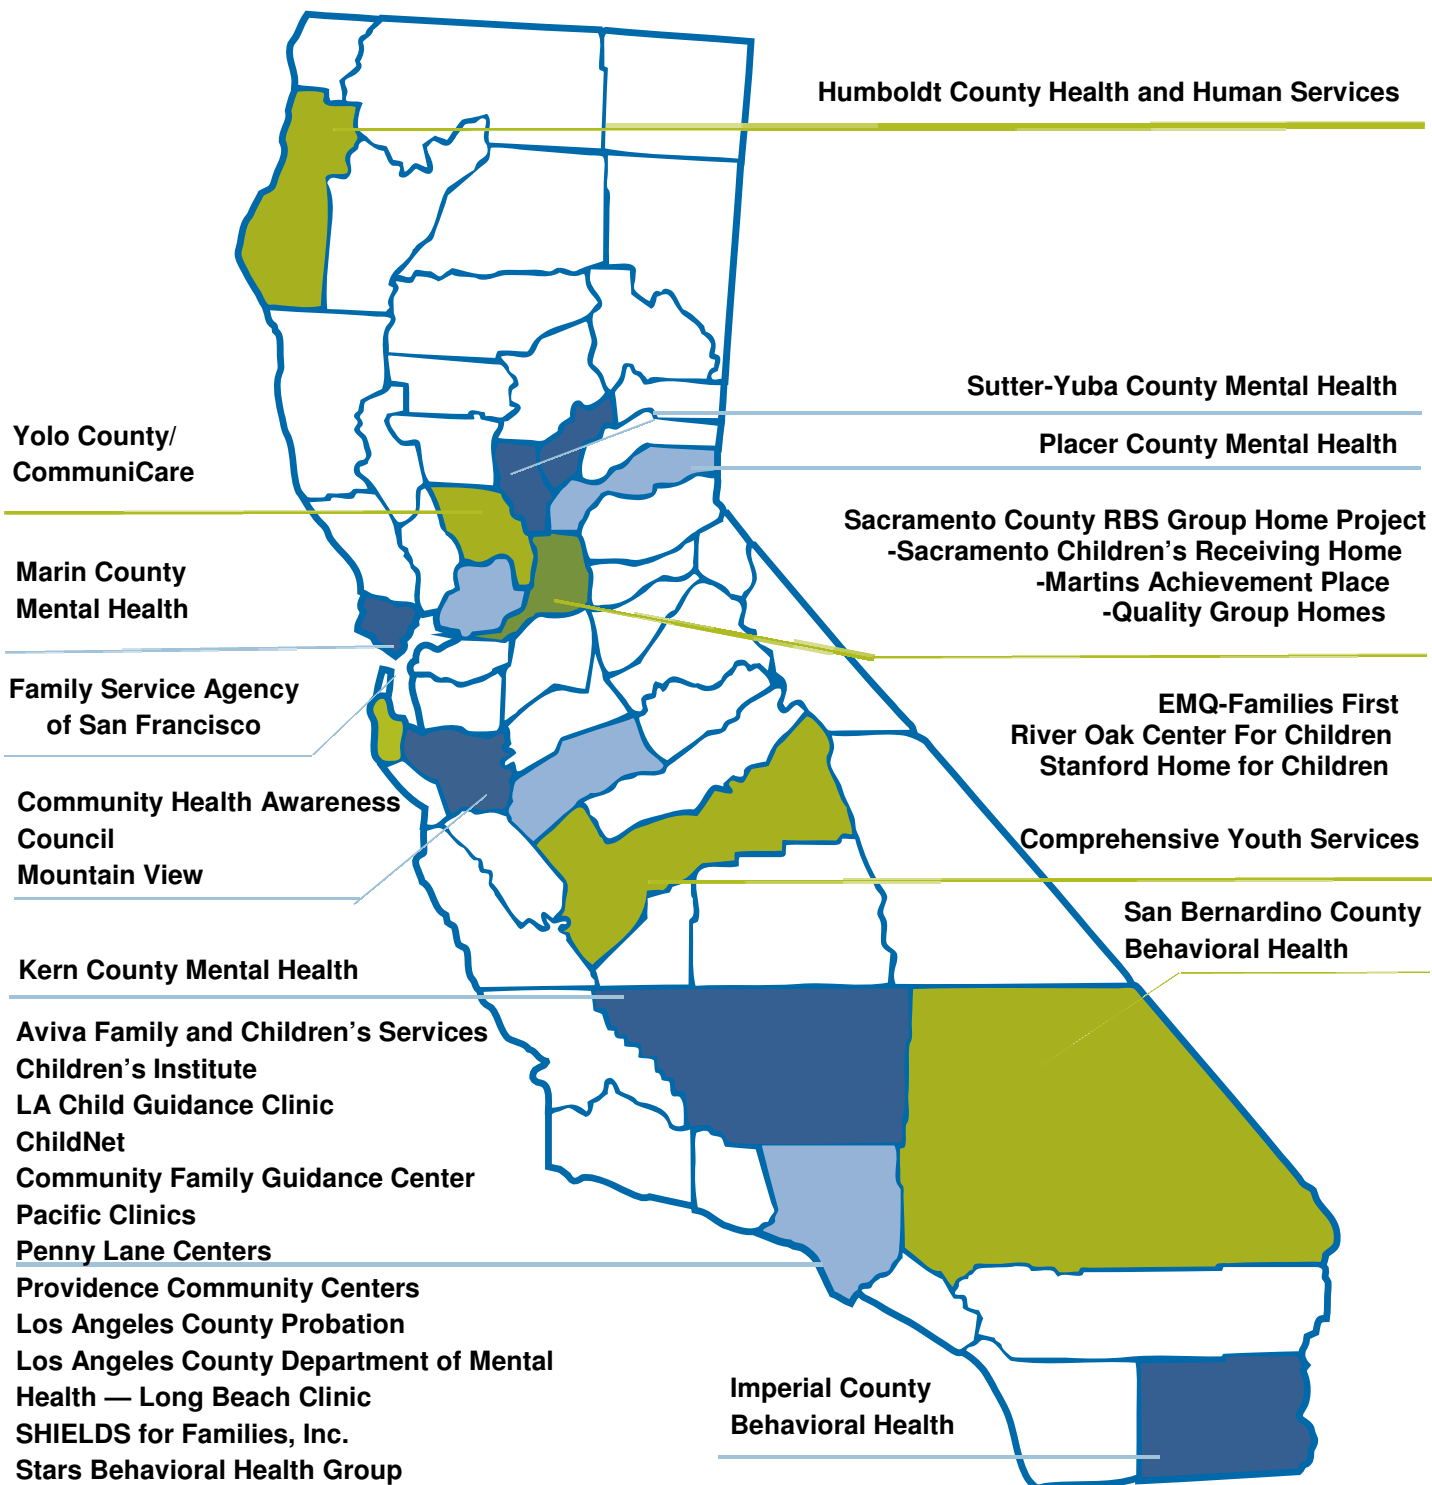 Humboldt County Health and Human Services
Sutter-Yuba County Mental Health
Placer County Mental Health
Yolo County/
CommuniCare
Sacramento County RBS Group Home Project
-Sacramento Children’s Receiving Home
-Martins Achievement Place
-Quality Group Homes
Marin County
Mental Health
Family Service Agency
of San Francisco
EMQ-Families First
River Oak Center For Children
Stanford Home for Children
Community Health Awareness
Council
Mountain View
Comprehensive Youth Services
San Bernardino County
Behavioral Health
Kern County Mental Health
Aviva Family and Children’s Services
Children’s Institute
LA Child Guidance Clinic
ChildNet
Community Family Guidance Center
Pacific Clinics
Penny Lane Centers
Providence Community Centers
Los Angeles County Probation
Los Angeles County Department of Mental
Health — Long Beach Clinic
SHIELDS for Families, Inc.
Stars Behavioral Health Group
Imperial County
Behavioral Health